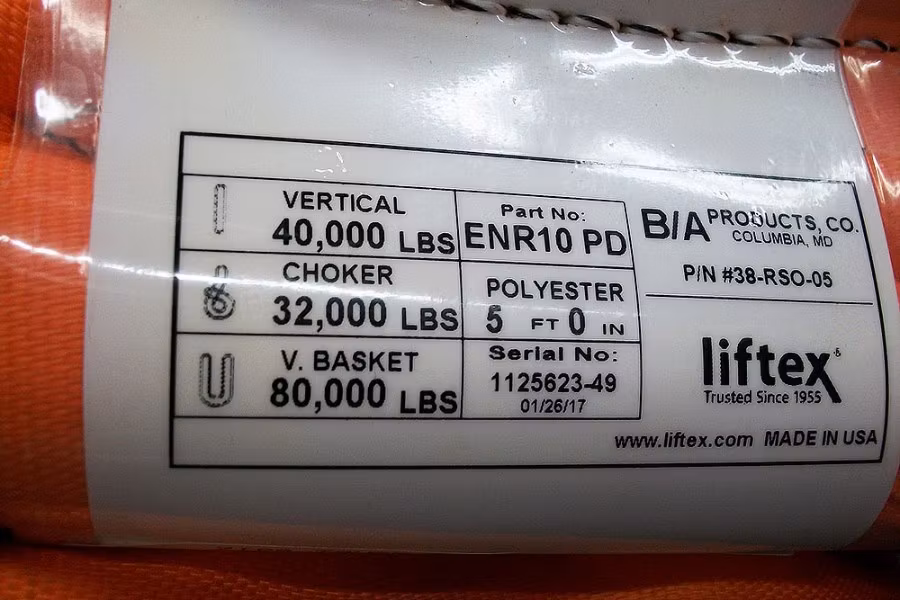 VERTICAL
40,000 LBS
CHOKER
32,000 LBS
V. BASKET
80,000 LBS
Part No:
ENR10 PD
POLYESTER
5 FT 0 IN
Serial No:
1125623-49
01/26/17
B/A PRODUCTS, CO.
COLUMBIA, MD
P/N #38-RSO-05
liftex®
Trusted Since 1955
www.liftex.com MADE IN USA